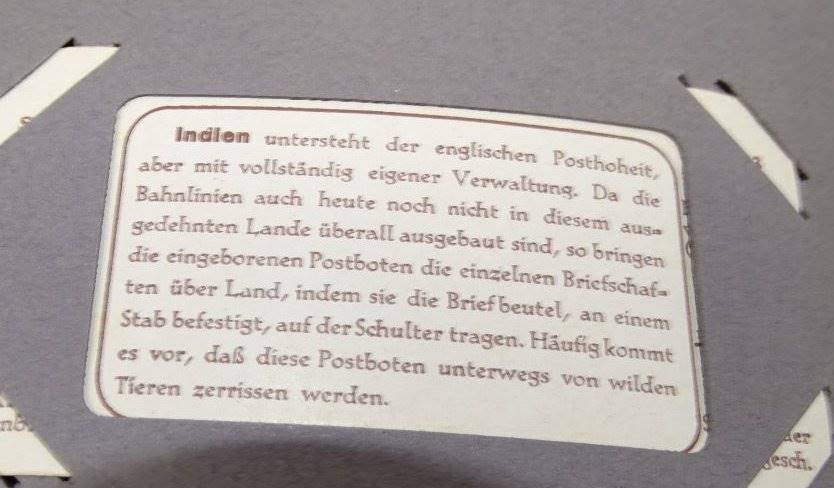 Indien untersteht der englischen Posthoheit,
aber mit vollständig eigener Verwaltung. Da die
Bahnlinien auch heute noch nicht in diesem aus-
gedehnten Lande überall ausgebaut sind, so bringen
die eingeborenen Postboten die einzelnen Briefschaf-
ten über Land, indem sie die Briefbeutel, an einem
Stab befestigt, auf der Schulter tragen. Häufig kommt
es vor, daß diese Postboten unterwegs von wilden
Tieren zerrissen werden.
der
gesch.